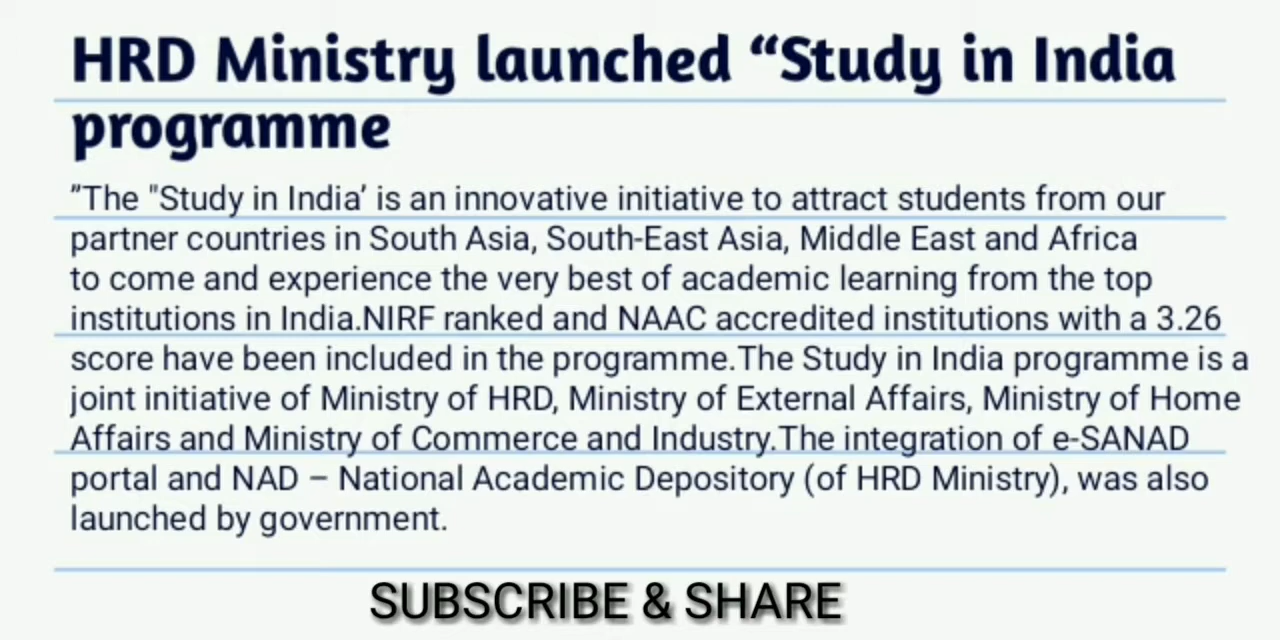 HRD Ministry launched “Study in India
programme
”The "Study in India’ is an innovative initiative to attract students from our
partner countries in South Asia, South-East Asia, Middle East and Africa
to come and experience the very best of academic learning from the top
institutions in India.NIRF ranked and NAAC accredited institutions with a 3.26
score have been included in the programme.The Study in India programme is a
joint initiative of Ministry of HRD, Ministry of External Affairs, Ministry of Home
Affairs and Ministry of Commerce and Industry.The integration of e-SANAD
portal and NAD – National Academic Depository (of HRD Ministry), was also
launched by government.
SUBSCRIBE & SHARE